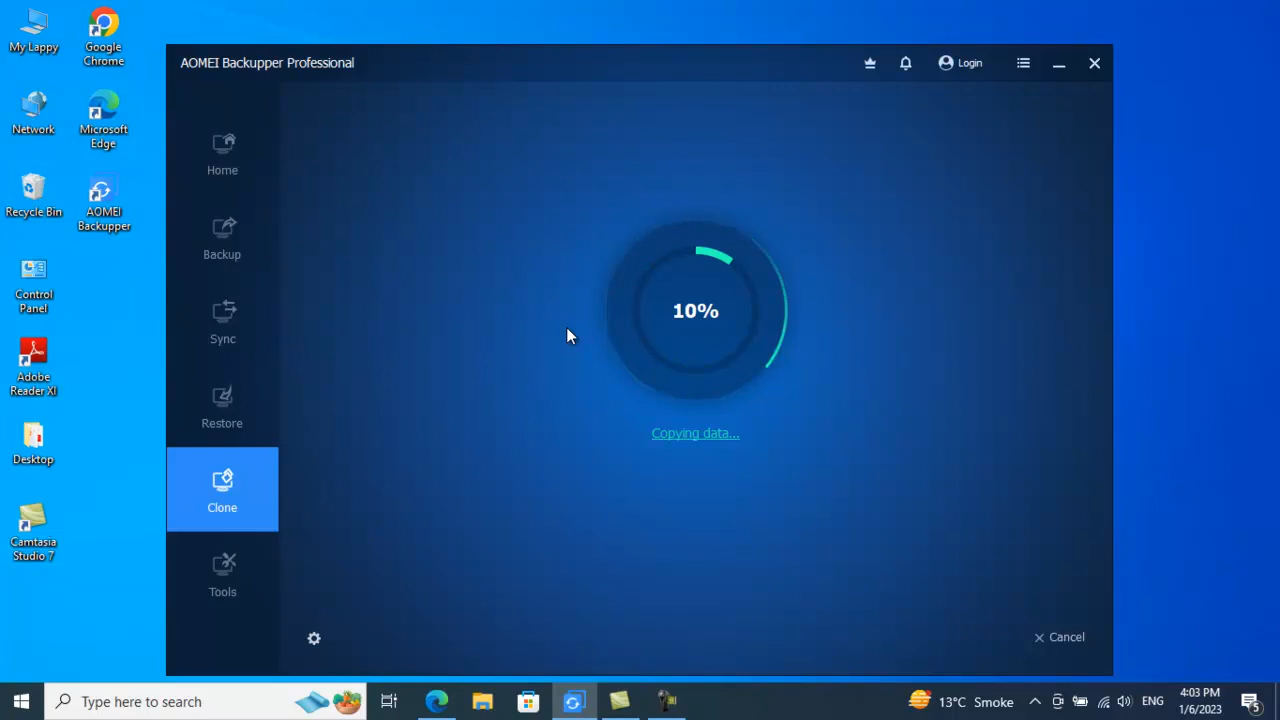 My Lappy
Google
Chrome
Network
Microsoft
Edge
Recycle Bin
AOMEI
Backupper
Control
Panel
Adobe
Reader XI
Desktop
Camtasia
Studio 7
AOMEI Backupper Professional
Login
Home
Backup
Sync
Restore
Clone
Tools
10%
Copying data...
Cancel
Type here to search
13°C Smoke
ENG
4:03 PM
1/6/2023
5